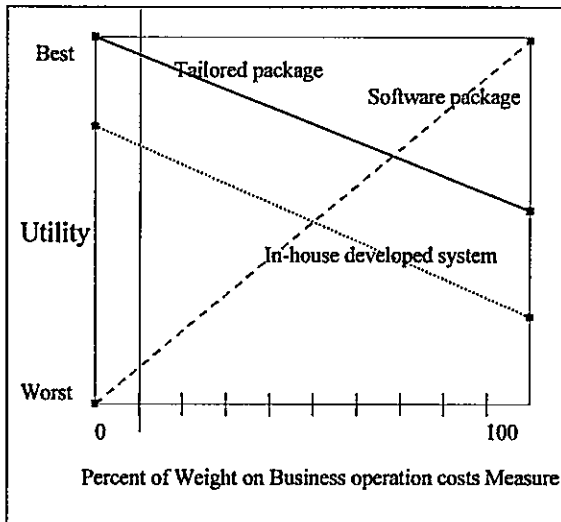 Best
Tailored package
Software package
Utility
In-house developed system
Worst
0
100
Percent of Weight on Business operation costs Measure